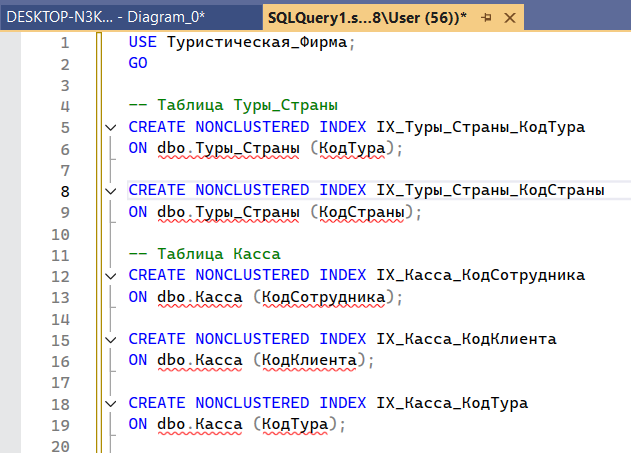 DESKTOP-N3K... - Diagram_0*
SQLQuery1.s...8\User (56))*
1 USE Туристическая_Фирма;
2 GO
3
4 -- Таблица Туры_Страны
5 CREATE NONCLUSTERED INDEX IX_Туры_Страны_КодТура
6 ON dbo.Туры_Страны (КодТура);
7
8 CREATE NONCLUSTERED INDEX IX_Туры_Страны_КодСтраны
9 ON dbo.Туры_Страны (КодСтраны);
10
11 -- Таблица Касса
12 CREATE NONCLUSTERED INDEX IX_Касса_КодСотрудника
13 ON dbo.Касса (КодСотрудника);
14
15 CREATE NONCLUSTERED INDEX IX_Касса_КодКлиента
16 ON dbo.Касса (КодКлиента);
17
18 CREATE NONCLUSTERED INDEX IX_Касса_КодТура
19 ON dbo.Касса (КодТура);
20